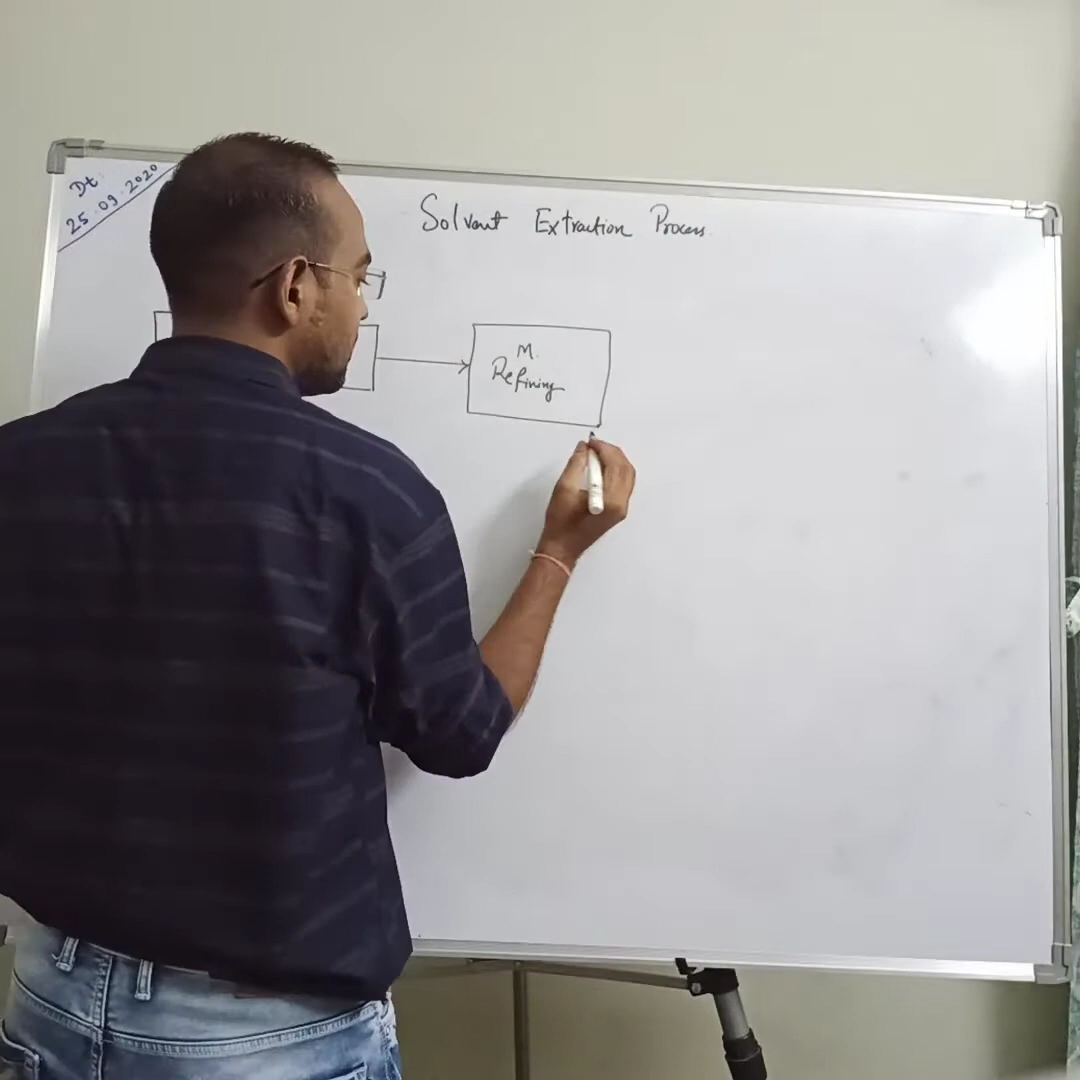 Dt
25.09.2020
Solvent Extraction Process
M.
Refining